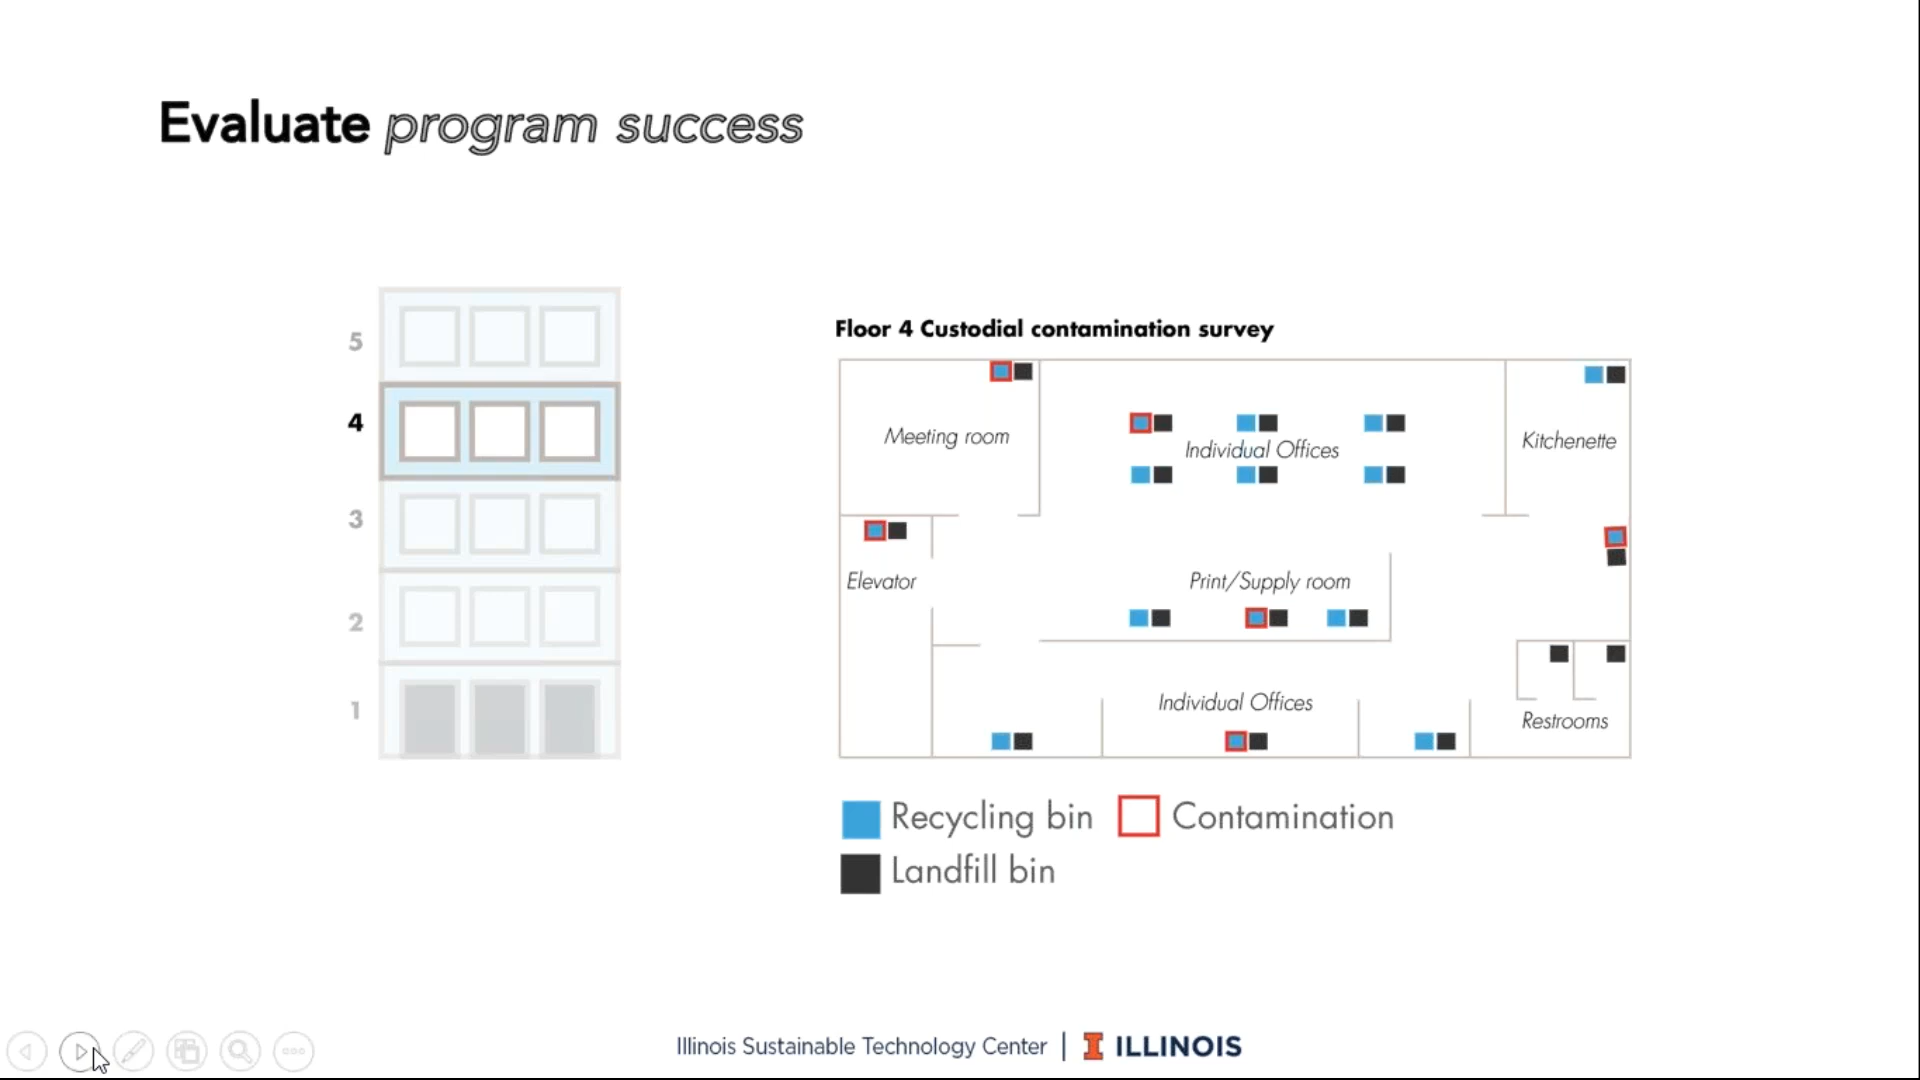 Evaluate program success
Floor 4 Custodial contamination survey
5
4
3
2
1
Meeting room
Individual Offices
Kitchenette
Elevator
Print/Supply room
Individual Offices
Restrooms
Recycling bin
Contamination
Landfill bin
Illinois Sustainable Technology Center | I ILLINOIS